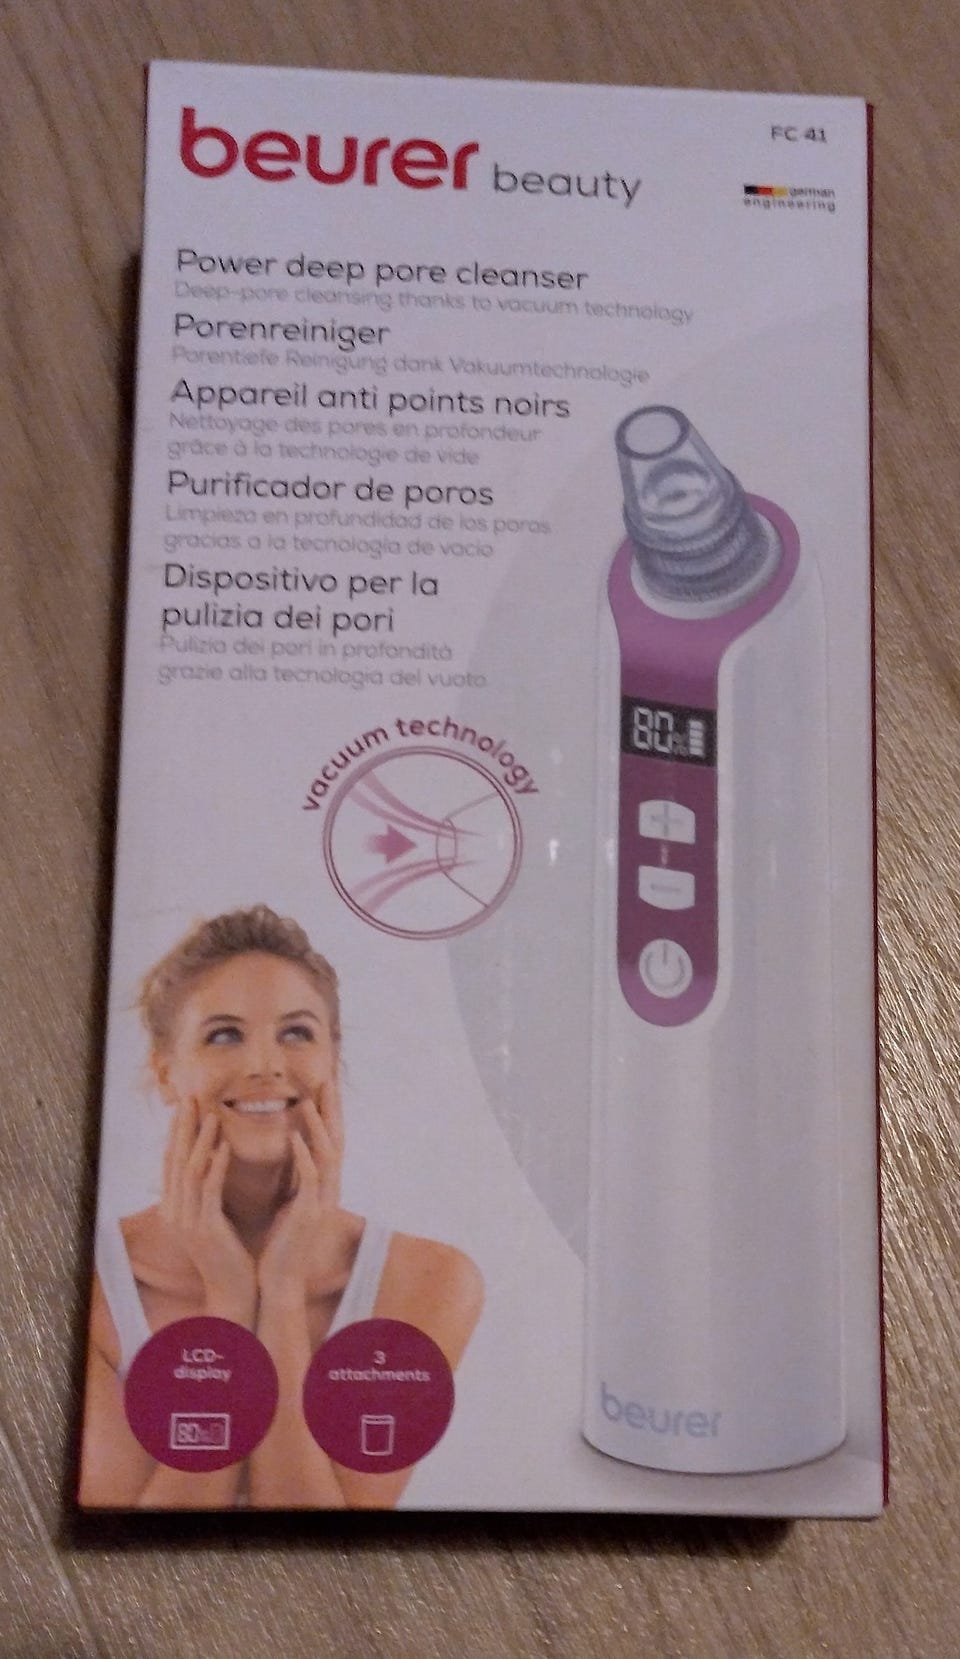 beurer beauty
FC 41
german
engineering
Power deep pore cleanser
Deep-pore cleansing thanks to vacuum technology
Porenreiniger
Porentiefe Reinigung dank Vakuumtechnologie
Appareil anti points noirs
Nettoyage des pores en profondeur
grâce à la technologie de vide
Purificador de poros
Limpieza en profundidad de los poros
gracias a la tecnología de vacío
Dispositivo per la
pulizia dei pori
Pulizia dei pori in profondità
grazie alla tecnologia del vuoto
vacuum technology
80%
LCD-
display
80%
3
attachments
beurer